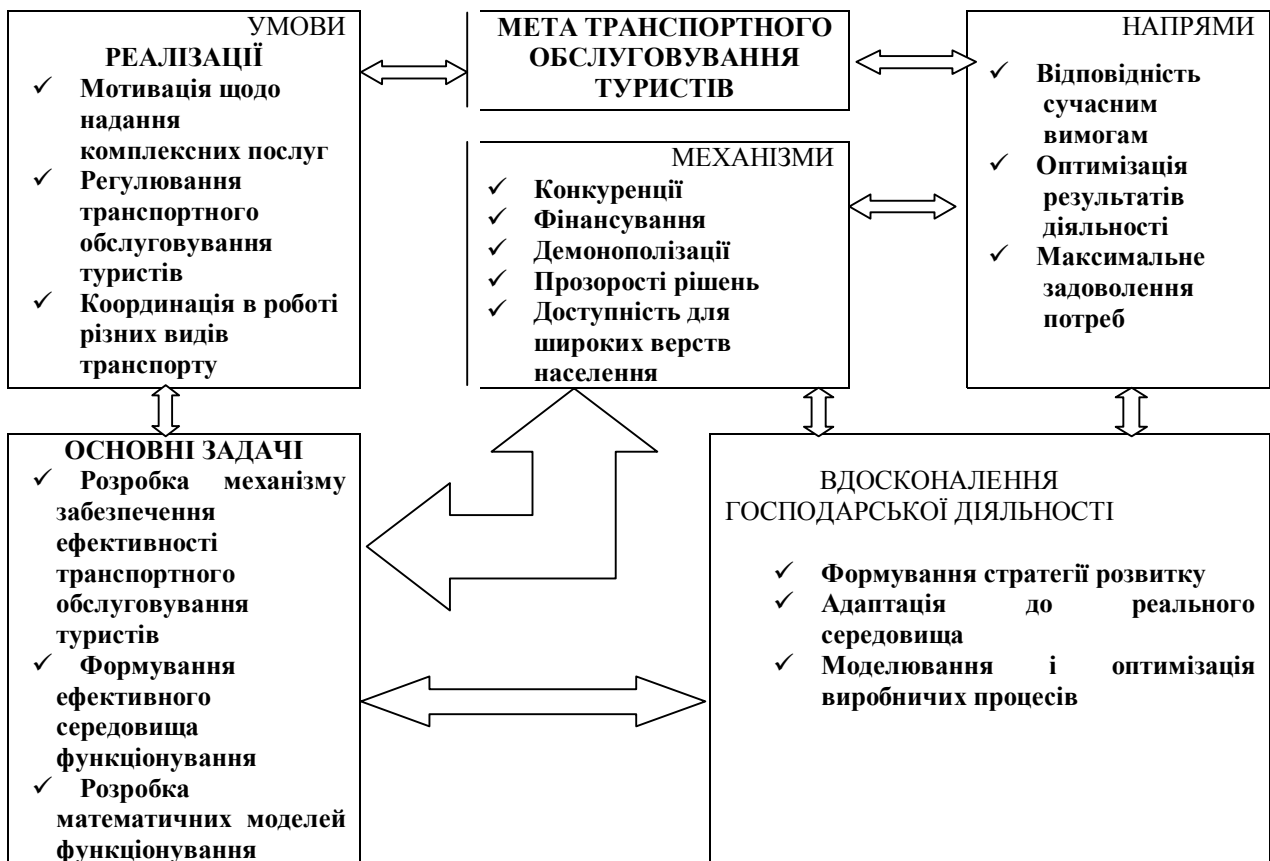 УМОВИ
РЕАЛІЗАЦІЇ
✓ Мотивація щодо
надання
комплексних послуг
✓ Регулювання
транспортного
обслуговування
туристів
✓ Координація в роботі
різних видів
транспорту
МЕТА ТРАНСПОРТНОГО
ОБСЛУГОВУВАННЯ
ТУРИСТІВ
МЕХАНІЗМИ
✓ Конкуренції
✓ Фінансування
✓ Демонополізації
✓ Прозорості рішень
✓ Доступність для
широких верств
населення
НАПРЯМИ
✓ Відповідність
сучасним
вимогам
✓ Оптимізація
результатів
діяльності
✓ Максимальне
задоволення
потреб
ОСНОВНІ ЗАДАЧІ
✓ Розробка механізму
забезпечення
ефективності
транспортного
обслуговування
туристів
✓ Формування
ефективного
середовища
функціонування
✓ Розробка
математичних моделей
функціонування
ВДОСКОНАЛЕННЯ
ГОСПОДАРСЬКОЇ ДІЯЛЬНОСТІ
✓ Формування стратегії розвитку
✓ Адаптація до реального
середовища
✓ Моделювання і оптимізація
виробничих процесів